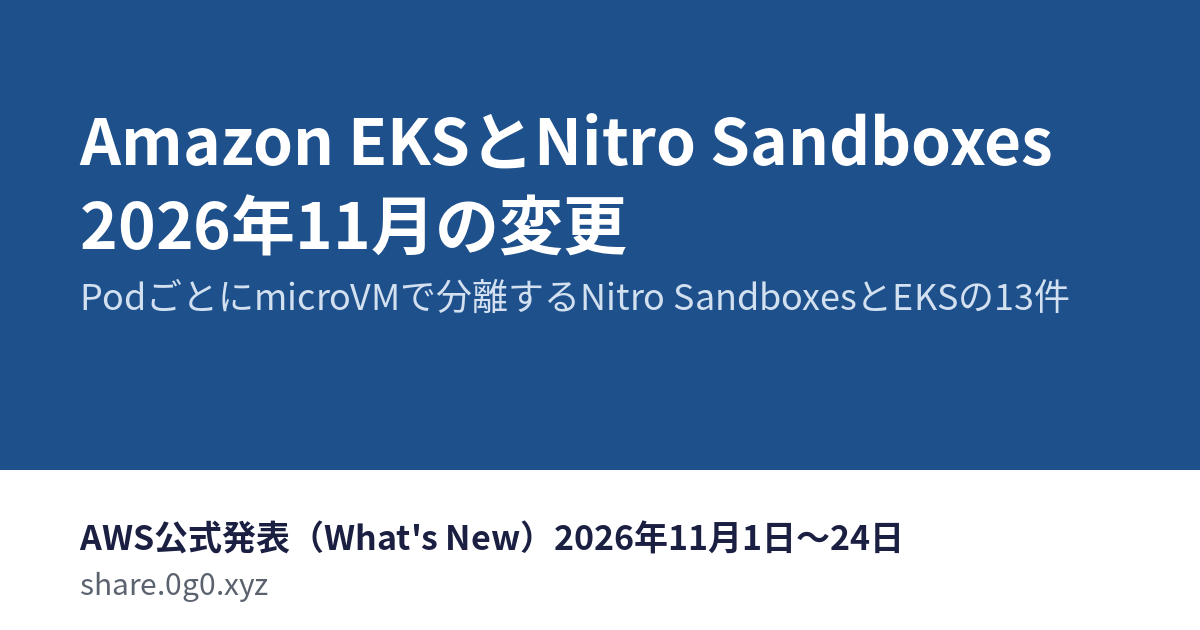 Amazon EKSとNitro Sandboxes
2026年11月の変更
PodごとにmicroVMで分離するNitro SandboxesとEKSの13件
AWS公式発表（What's New）2026年11月1日〜24日
share.0g0.xyz